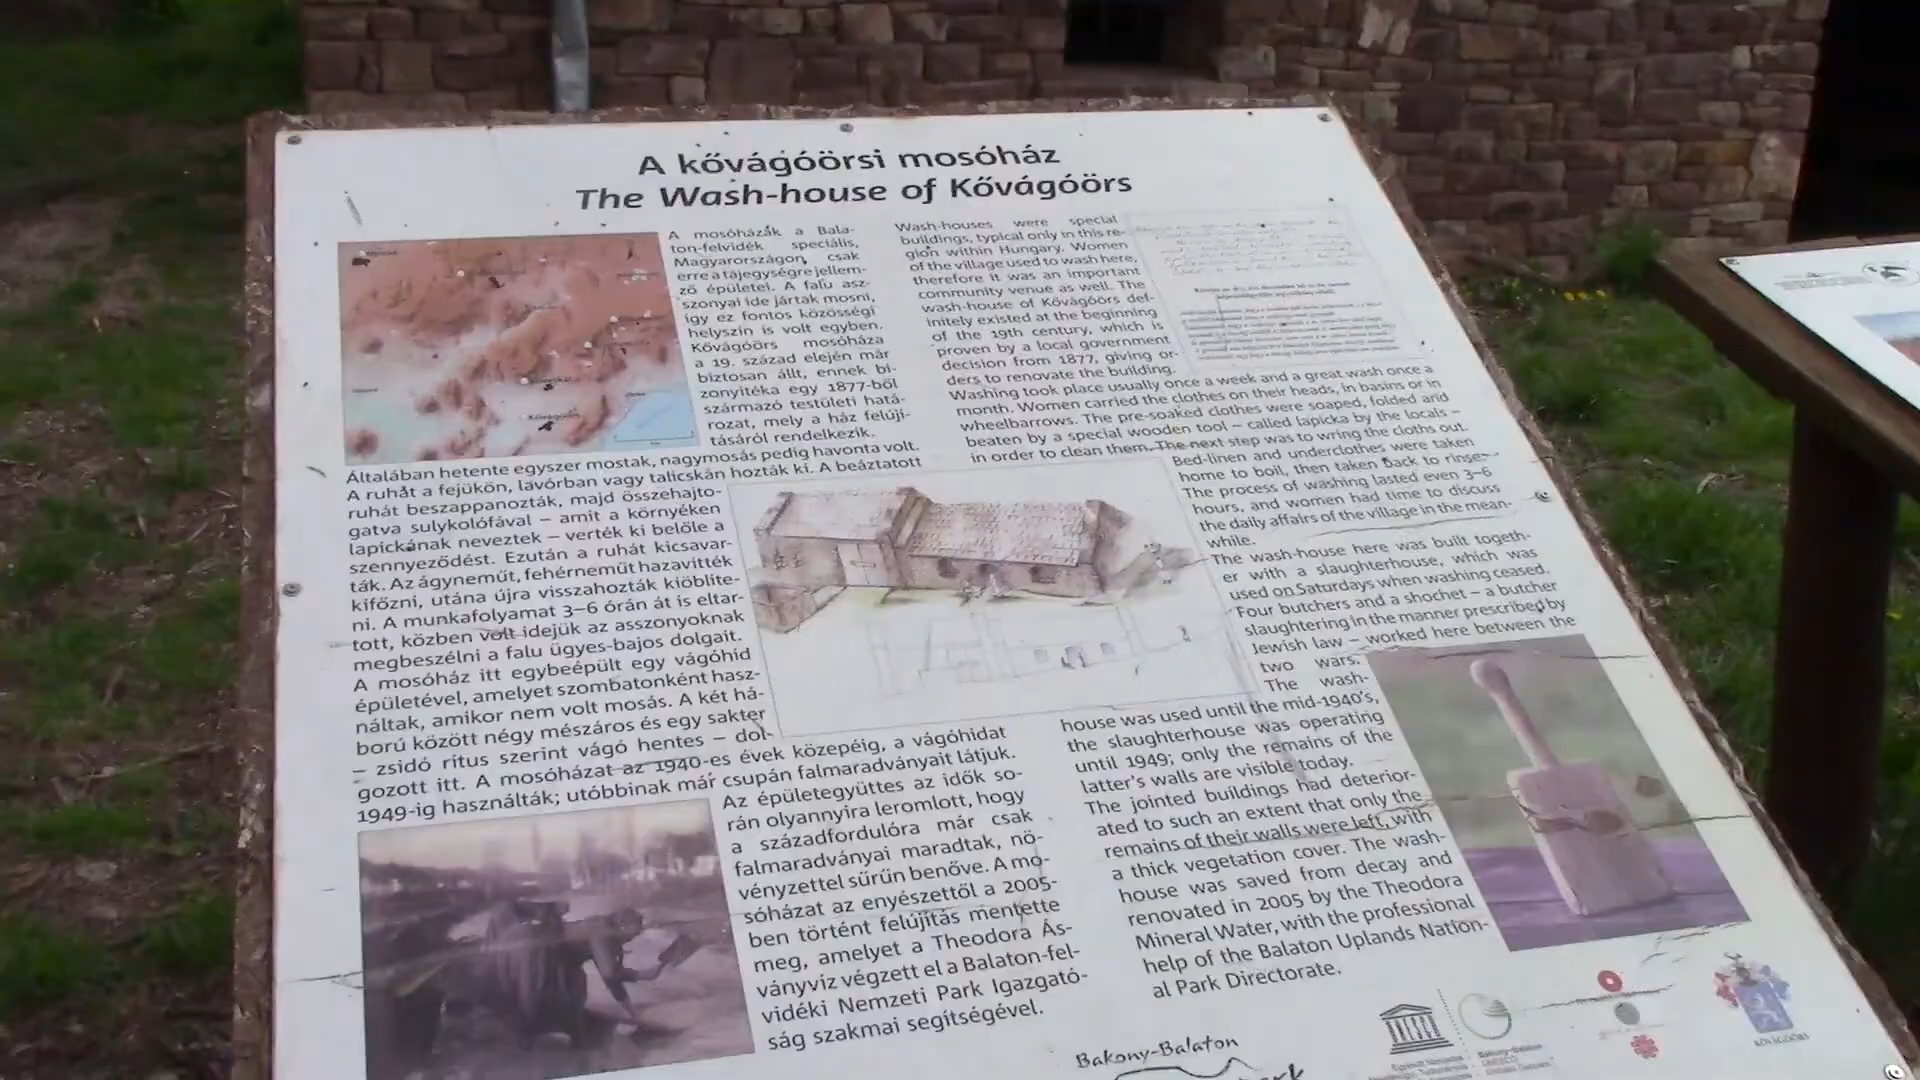 A kővágóörsi mosóház
The Wash-house of Kővágóörs
A mosóházak a Bala-
ton-felvidék speciális,
Magyarországon csak
erre a tájegységre jellem-
ző épületei. A falu asz-
szonyai ide jártak mosni,
így ez fontos közösségi
helyszín is volt egyben.
Kővágóörs mosóháza
a 19. század elején már
biztosan állt, ennek bi-
zonyítéka egy 1877-ből
származó testületi hatá-
rozat, mely a ház felújí-
tásáról rendelkezik.
Általában hetente egyszer mostak, nagymosás pedig havonta volt.
A ruhát a fejükön, lavórban vagy talicskán hozták ki. A beáztatott
ruhát beszappanozták, majd összehajto-
gatva sulykolófával – amit a környéken
lapickának neveztek – verték ki belőle a
szennyeződést. Ezután a ruhát kicsavar-
ták. Az ágyneműt, fehérneműt hazavitték
kifőzni, utána újra visszahozták kiöblíte-
ni. A munkafolyamat 3–6 órán át is eltar-
tott, közben volt idejük az asszonyoknak
megbeszélni a falu ügyes-bajos dolgait.
A mosóház itt egybeépült egy vágóhíd
épületével, amelyet szombatonként hasz-
náltak, amikor nem volt mosás. A két há-
ború között négy mészáros és egy sakter
– zsidó rítus szerint vágó hentes – dol-
gozott itt. A mosóházat az 1940-es évek közepéig, a vágóhidat
1949-ig használták; utóbbinak már csupán falmaradványait látjuk.
Az épületegyüttes az idők so-
rán olyannyira leromlott, hogy
a századfordulóra már csak
falmaradványai maradtak, nö-
vényzettel sűrűn benőve. A mo-
sóházat az enyészettől a 2005-
ben történt felújítás mentette
meg, amelyet a Theodora Ás-
ványvíz végzett el a Balaton-fel-
vidéki Nemzeti Park Igazgató-
ság szakmai segítségével.
Wash-houses were special
buildings, typical only in this re-
gion within Hungary. Women
of the village used to wash here,
therefore it was an important
community venue as well. The
wash-house of Kővágóörs def-
initely existed at the beginning
of the 19th century, which is
proven by a local government
decision from 1877, giving or-
ders to renovate the building.
Washing took place usually once a week and a great wash once a
month. Women carried the clothes on their heads, in basins or in
wheelbarrows. The pre-soaked clothes were soaped, folded and
beaten by a special wooden tool – called lapicka by the locals –
in order to clean them. The next step was to wring the cloths out.
Bed-linen and underclothes were taken
home to boil, then taken back to rinse.
The process of washing lasted even 3–6
hours, and women had time to discuss
the daily affairs of the village in the mean-
while.
The wash-house here was built togeth-
er with a slaughterhouse, which was
used on Saturdays when washing ceased.
Four butchers and a shochet – a butcher
slaughtering in the manner prescribed by
Jewish law – worked here between the
two wars.
The wash-
house was used until the mid-1940's,
the slaughterhouse was operating
until 1949; only the remains of the
latter's walls are visible today.
The jointed buildings had deterior-
ated to such an extent that only the
remains of their walls were left, with
a thick vegetation cover. The wash-
house was saved from decay and
renovated in 2005 by the Theodora
Mineral Water, with the professional
help of the Balaton Uplands Nation-
al Park Directorate.
Bakony-Balaton
Bakony-Balaton
UNESCO
KŐVÁGÓÖRS